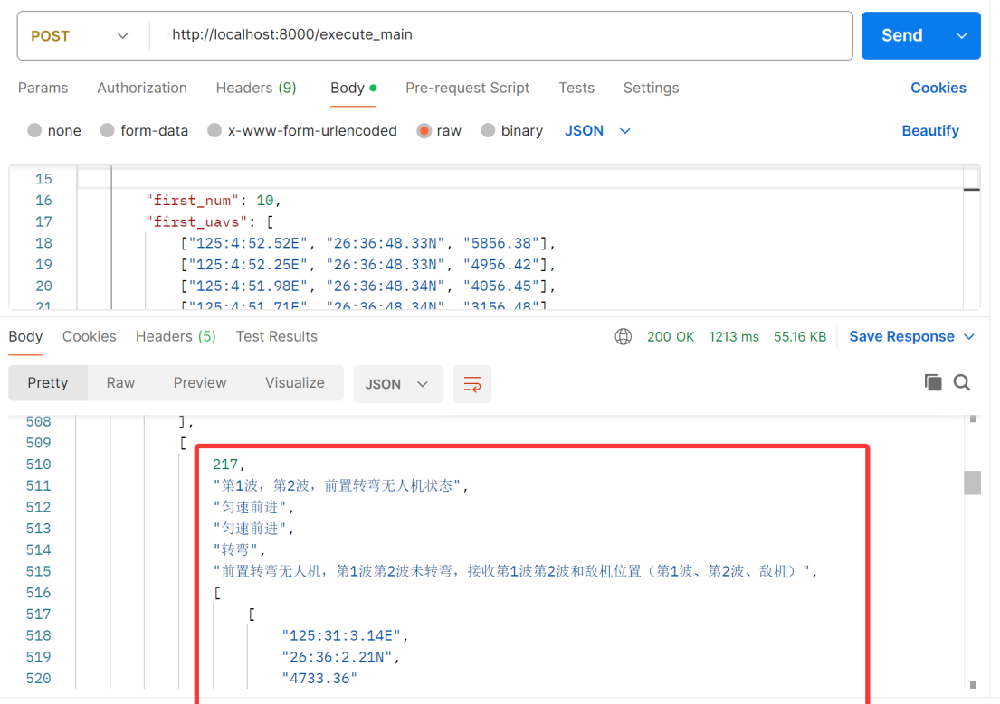 POST http://localhost:8000/execute_main Send
Params Authorization Headers (9) Body Pre-request Script Tests Settings Cookies
none form-data x-www-form-urlencoded raw binary JSON Beautify
15
16 "first_num": 10,
17 "first_uavs": [
18 ["125:4:52.52E", "26:36:48.33N", "5856.38"],
19 ["125:4:52.25E", "26:36:48.33N", "4956.42"],
20 ["125:4:51.98E", "26:36:48.34N", "4056.45"],
21 ["125:4:51.71E", "26:36:48.34N", "3156.48"]
Body Cookies Headers (5) Test Results 200 OK 1213 ms 55.16 KB Save Response
Pretty Raw Preview Visualize JSON
508 ],
509 [
510 217,
511 "第1波，第2波，前置转弯无人机状态",
512 "匀速前进",
513 "匀速前进",
514 "转弯",
515 "前置转弯无人机，第1波第2波未转弯，接收第1波第2波和敌机位置（第1波、第2波、敌机）",
516 [
517 [
518 "125:31:3.14E",
519 "26:36:2.21N",
520 "4733.36"